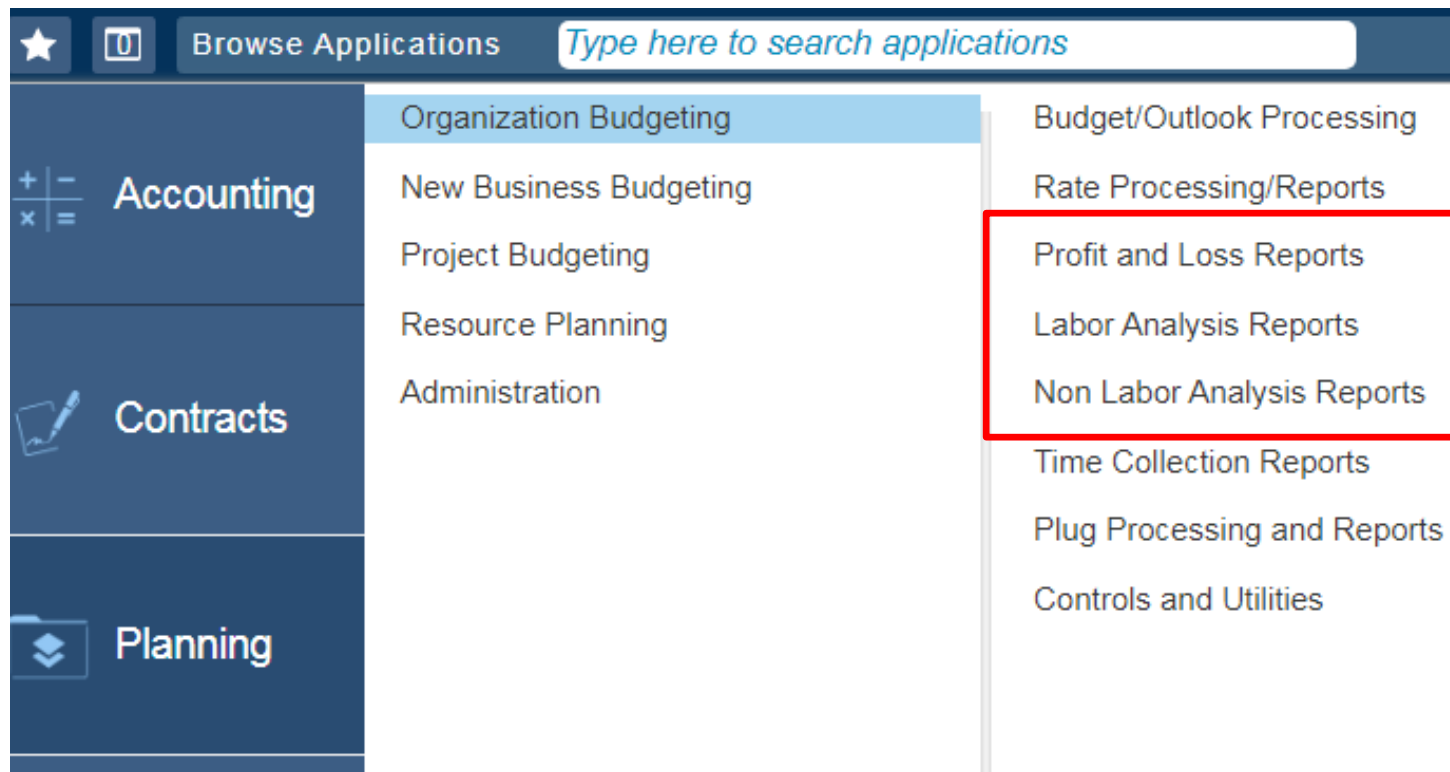 Browse Applications
Type here to search applications
Accounting
Contracts
Planning
Organization Budgeting
New Business Budgeting
Project Budgeting
Resource Planning
Administration
Budget/Outlook Processing
Rate Processing/Reports
Profit and Loss Reports
Labor Analysis Reports
Non Labor Analysis Reports
Time Collection Reports
Plug Processing and Reports
Controls and Utilities